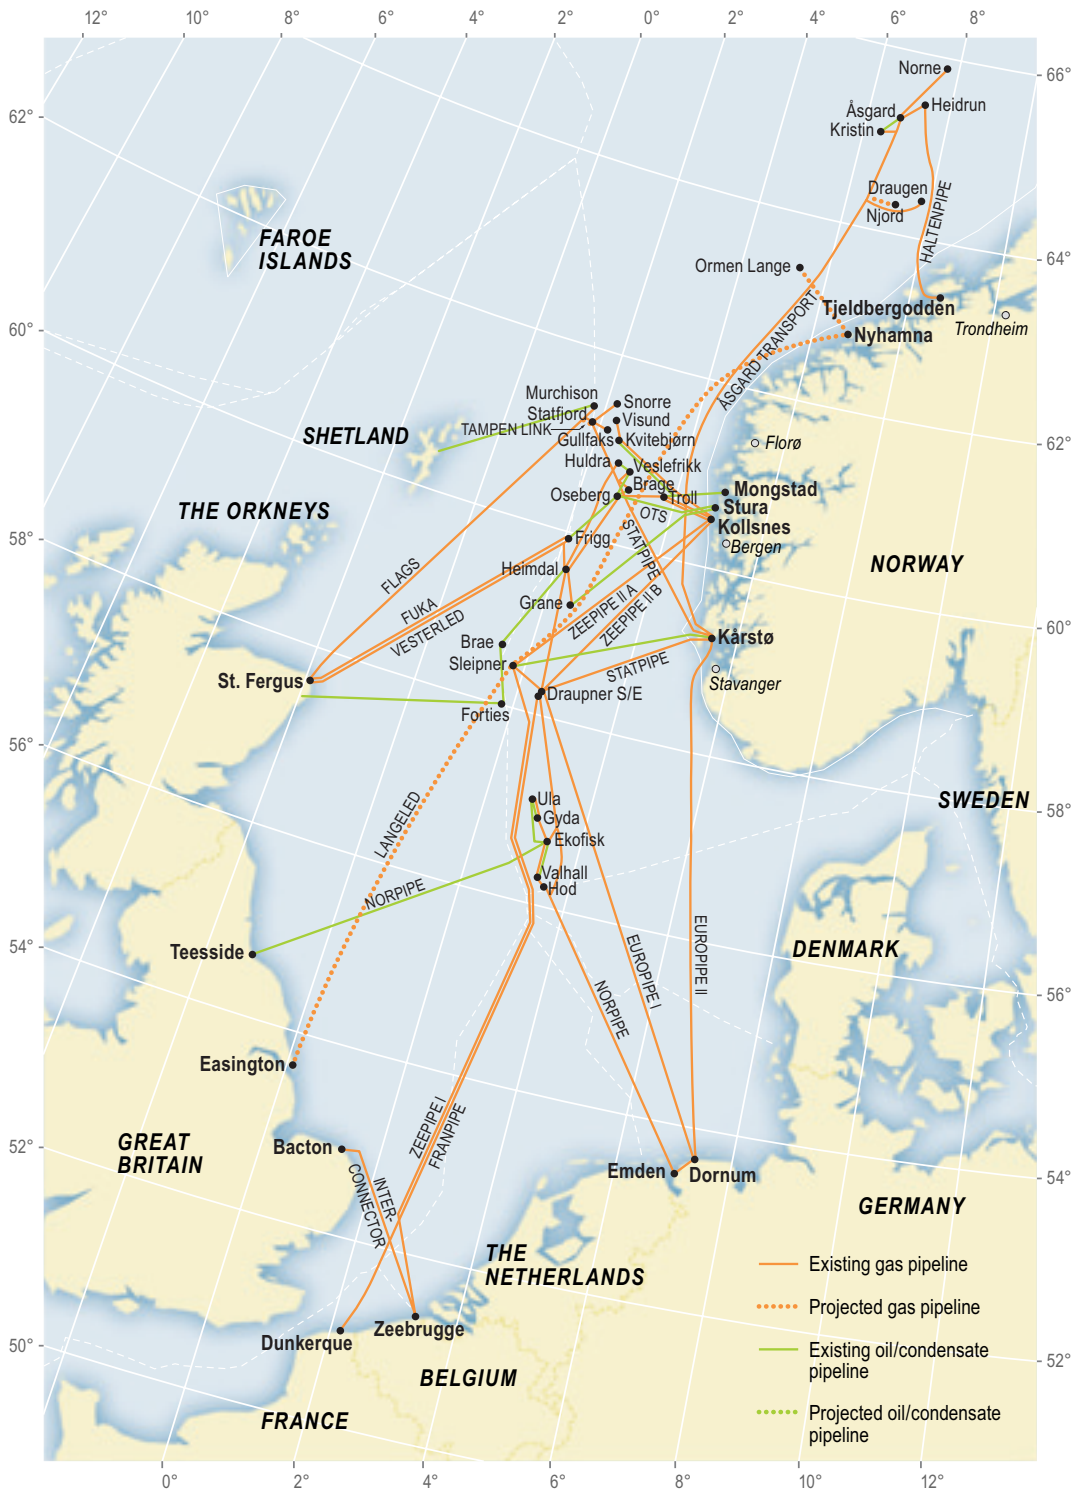 12°
10°
8°
6°
4°
2°
0°
2°
4°
6°
8°
66°
64°
62°
60°
58°
56°
54°
52°
62°
60°
58°
56°
54°
52°
50°
0°
2°
4°
6°
8°
10°
12°
Norne
Åsgard
Heidrun
Kristin
Draugen
Njord
HALTENPIPE
Ormen Lange
Tjeldbergodden
Trondheim
Nyhamna
ÅSGARD TRANSPORT
FAROE
ISLANDS
Murchison
Snorre
Statfjord
Visund
TAMPEN LINK
Gullfaks
Kvitebjørn
SHETLAND
Florø
Huldra
Veslefrikk
Brage
Oseberg
Troll
Mongstad
Stura
Kollsnes
OTS
Bergen
THE ORKNEYS
NORWAY
STATPIPE
Frigg
FLAGS
Heimdal
FUKA
VESTERLED
Grane
ZEEPIPE II A
ZEEPIPE II B
Brae
Sleipner
Kårstø
STATPIPE
St. Fergus
Stavanger
Draupner S/E
Forties
Ula
Gyda
Ekofisk
Valhall
Hod
SWEDEN
LANGELED
NORPIPE
Teesside
EUROPIPE II
EUROPIPE I
NORPIPE
DENMARK
Easington
ZEEPIPE I
FRANPIPE
GREAT
BRITAIN
Bacton
INTER-
CONNECTOR
Emden
Dornum
GERMANY
THE
NETHERLANDS
Zeebrugge
Dunkerque
BELGIUM
FRANCE
Existing gas pipeline
Projected gas pipeline
Existing oil/condensate
pipeline
Projected oil/condensate
pipeline